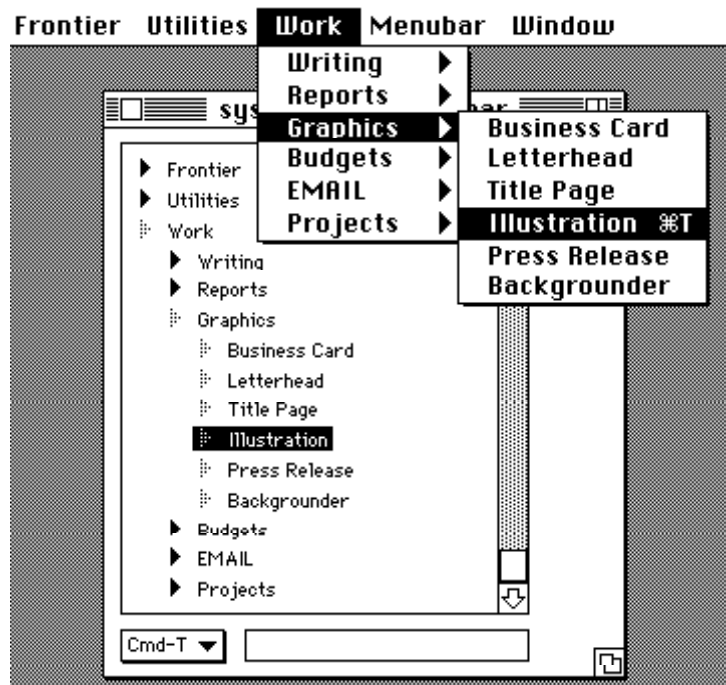 Frontier Utilities Work Menubar Window
Writing
Reports
Graphics
Budgets
EMAIL
Projects
Business Card
Letterhead
Title Page
Illustration ⌘T
Press Release
Backgrounder
Frontier
Utilities
Work
Writing
Reports
Graphics
Business Card
Letterhead
Title Page
Illustration
Press Release
Backgrounder
Budgets
EMAIL
Projects
Cmd-T